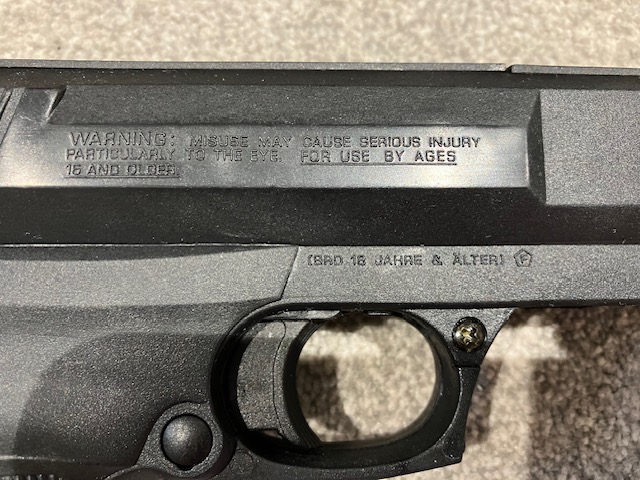 WARNING: MISUSE MAY CAUSE SERIOUS INJURY
PARTICULARLY TO THE EYE. FOR USE BY AGES
16 AND OLDER
(BRD 18 JAHRE & ÄLTER) F